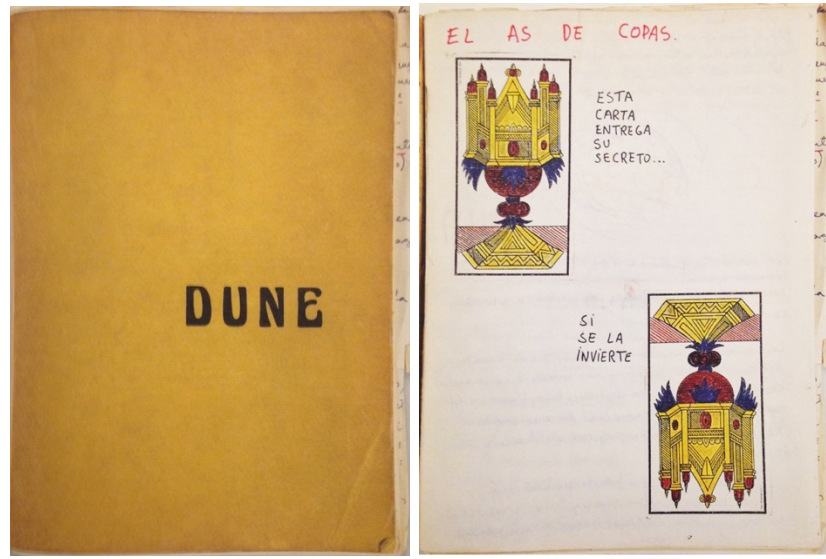 DUNE
EL AS DE COPAS.
ESTA
CARTA
ENTREGA
SU
SECRETO...
Si
SE LA
iNViERTE